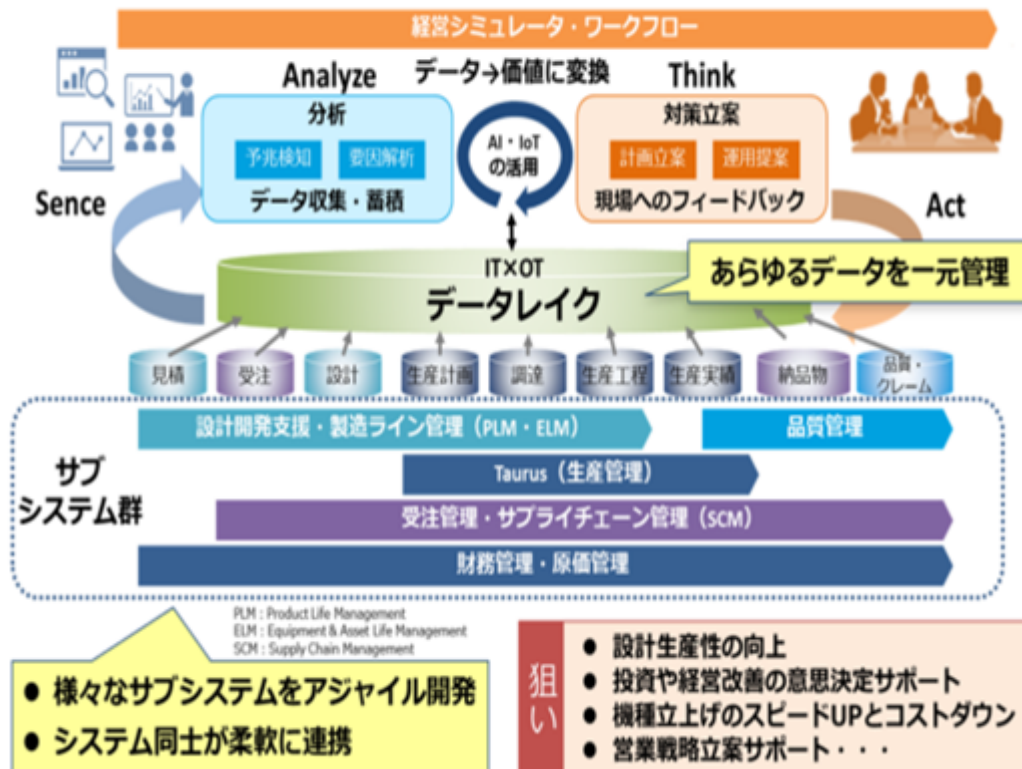 経営シミュレータ・ワークフロー
Analyze
データ→価値に変換
Think
分析
予兆検知
要因解析
データ収集・蓄積
AI・IoT
の活用
対策立案
計画立案
運用提案
現場へのフィードバック
Sence
Act
IT×OT
データレイク
あらゆるデータを一元管理
見積
受注
設計
生産計画
調達
生産工程
生産実績
納品物
品質・
クレーム
サブ
システム群
設計開発支援・製造ライン管理（PLM・ELM）
品質管理
Taurus（生産管理）
受注管理・サプライチェーン管理（SCM）
財務管理・原価管理
PLM : Product Life Management
ELM : Equipment & Asset Life Management
SCM : Supply Chain Management
● 様々なサブシステムをアジャイル開発
● システム同士が柔軟に連携
狙い
● 設計生産性の向上
● 投資や経営改善の意思決定サポート
● 機種立上げのスピードUPとコストダウン
● 営業戦略立案サポート・・・